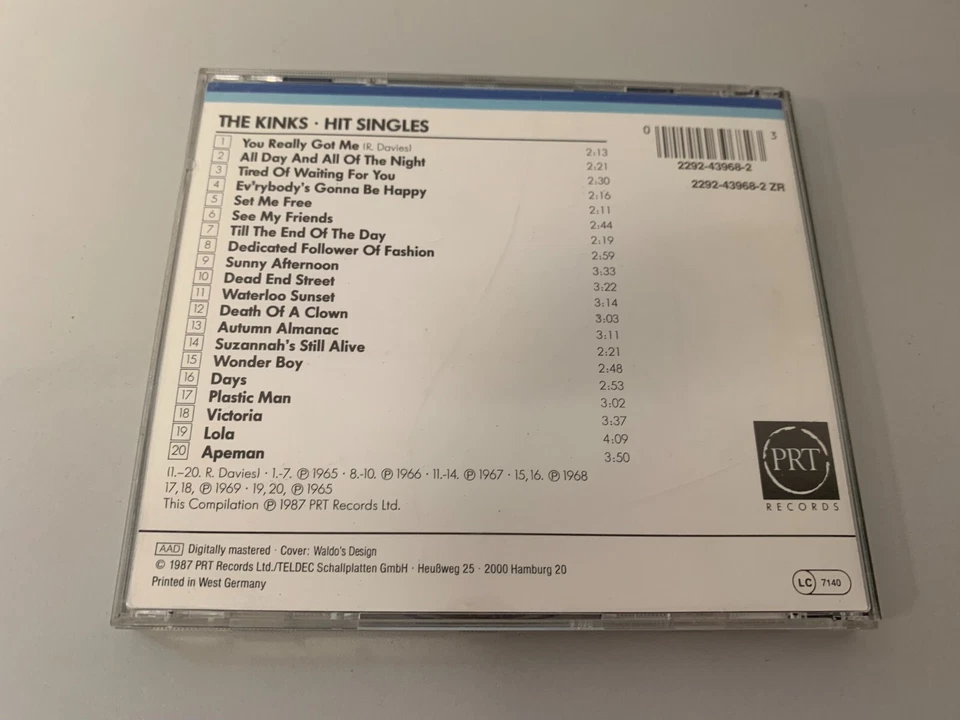 THE KINKS · HIT SINGLES
1 You Really Got Me (R. Davies) 2:13
2 All Day And All Of The Night 2:21
3 Tired Of Waiting For You 2:30
4 Ev'rybody's Gonna Be Happy 2:16
5 Set Me Free 2:11
6 See My Friends 2:44
7 Till The End Of The Day 2:19
8 Dedicated Follower Of Fashion 2:59
9 Sunny Afternoon 3:33
10 Dead End Street 3:22
11 Waterloo Sunset 3:14
12 Death Of A Clown 3:03
13 Autumn Almanac 3:11
14 Suzannah's Still Alive 2:21
15 Wonder Boy 2:48
16 Days 2:53
17 Plastic Man 3:02
18 Victoria 3:37
19 Lola 4:09
20 Apeman 3:50
(1.–20. R. Davies) · 1.-7. ℗ 1965 · 8.-10. ℗ 1966 · 11.-14. ℗ 1967 · 15,16. ℗ 1968
17,18, ℗ 1969 · 19, 20, ℗ 1965
This Compilation ℗ 1987 PRT Records Ltd.
0 3
2292-43968-2
2292-43968-2 ZR
PRT
RECORDS
AAD Digitally mastered · Cover: Waldo's Design
© 1987 PRT Records Ltd./TELDEC Schallplatten GmbH · Heußweg 25 · 2000 Hamburg 20
Printed in West Germany
LC 7140